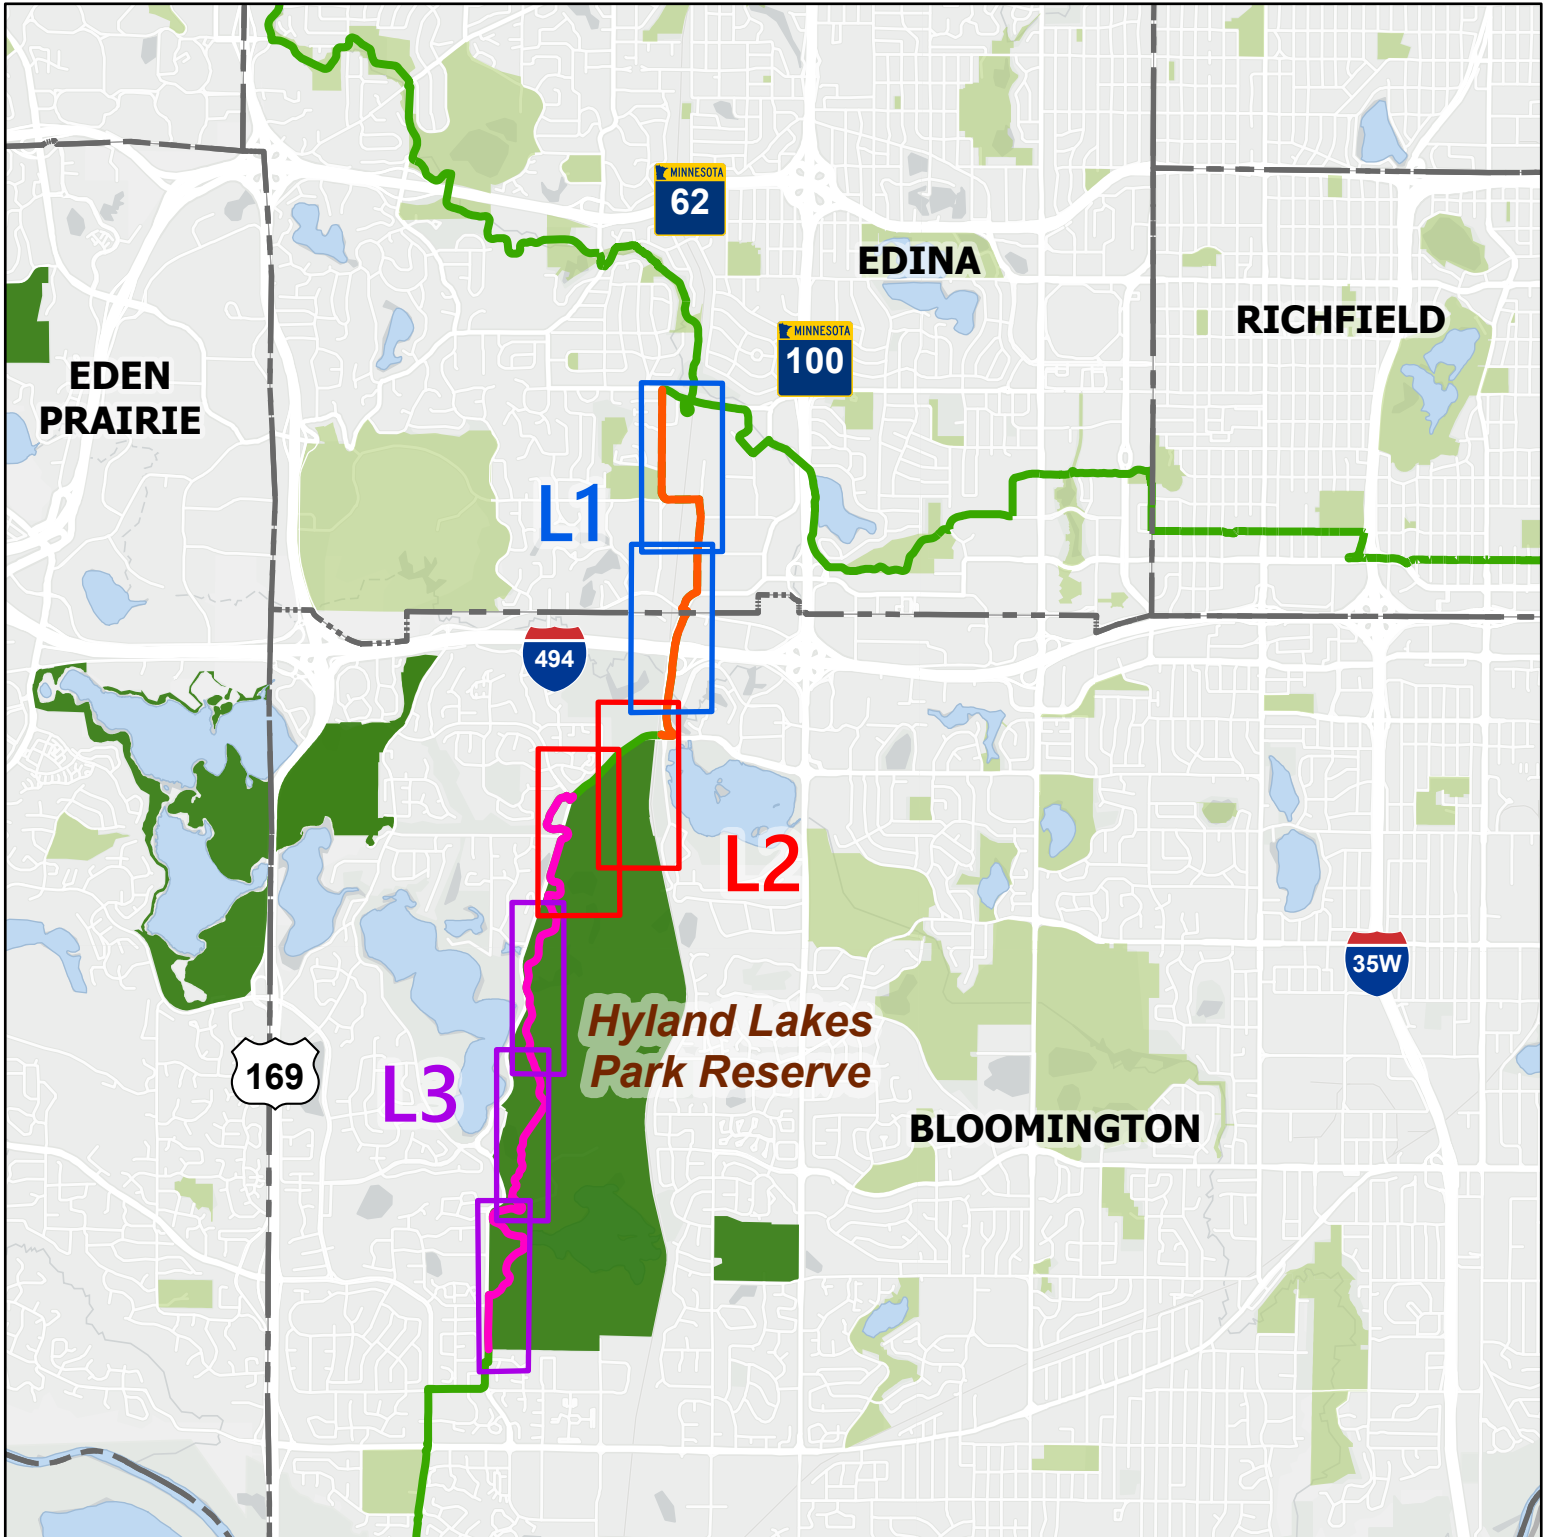 MINNESOTA
62
EDINA
RICHFIELD
MINNESOTA
100
EDEN
PRAIRIE
L1
494
L2
35W
Hyland Lakes
Park Reserve
169
L3
BLOOMINGTON